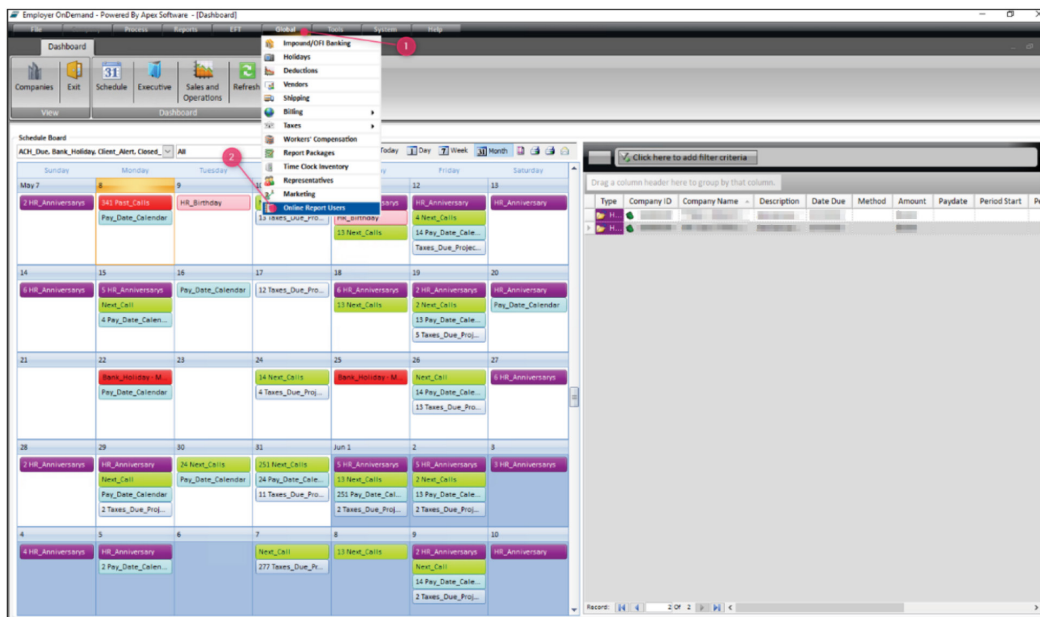 Employer OnDemand - Powered By Apex Software - [Dashboard]
File Process Reports EFT Global Tools System Help
1
Dashboard
Companies Exit Schedule Executive Sales and Operations Refresh
View Dashboard
Impound/OFI Banking
Holidays
Deductions
Vendors
Shipping
Billing
Taxes
Workers' Compensation
Report Packages
Time Clock Inventory
Representatives
Marketing
Online Report Users
2
Schedule Board
ACH_Due, Bank_Holiday, Client_Alert, Closed_ All
Today Day 7 Week 31 Month
Sunday Monday Tuesday Friday Saturday
May 7 8 9 10 12 13
2 HR_Anniversarys 341 Past_Calls HR_Birthday HR_Anniversary HR_Anniversarys
Pay_Date_Calendar 13 Taxes_Due_Pro... HR_Birthday 4 Next_Calls
13 Next_Calls 14 Pay_Date_Cale...
Taxes_Due_Projec...
14 15 16 17 18 19 20
6 HR_Anniversarys 5 HR_Anniversarys Pay_Date_Calendar 12 Taxes_Due_Pro... 6 HR_Anniversarys 2 HR_Anniversarys HR_Anniversary
Next_Call 13 Next_Calls 2 Next_Calls Pay_Date_Calendar
4 Pay_Date_Calen... 13 Pay_Date_Cale...
5 Taxes_Due_Proj...
21 22 23 24 25 26 27
Bank_Holiday - M... 14 Next_Calls Bank_Holiday - M... Next_Call 6 HR_Anniversarys
Pay_Date_Calendar 4 Taxes_Due_Proj... 14 Pay_Date_Cale...
13 Taxes_Due_Pro...
28 29 30 31 Jun 1 2 3
2 HR_Anniversarys HR_Anniversary 24 Next_Calls 251 Next_Calls 5 HR_Anniversarys 5 HR_Anniversarys 3 HR_Anniversarys
Next_Call Pay_Date_Calendar 24 Pay_Date_Cale... 13 Next_Calls 2 Next_Calls
Pay_Date_Calendar 11 Taxes_Due_Pro... 251 Pay_Date_Cal... 13 Pay_Date_Cale...
2 Taxes_Due_Proj... 2 Taxes_Due_Proj... 2 Taxes_Due_Proj...
4 5 6 7 8 9 10
4 HR_Anniversarys HR_Anniversary Next_Call 13 Next_Calls 2 HR_Anniversarys HR_Anniversary
2 Pay_Date_Calen... 277 Taxes_Due_Pr... Next_Call
14 Pay_Date_Cale...
2 Taxes_Due_Proj...
Click here to add filter criteria
Drag a column header here to group by that column.
Type Company ID Company Name Description Date Due Method Amount Paydate Period Start Pe
H...
H...
Record: 2 Of 2